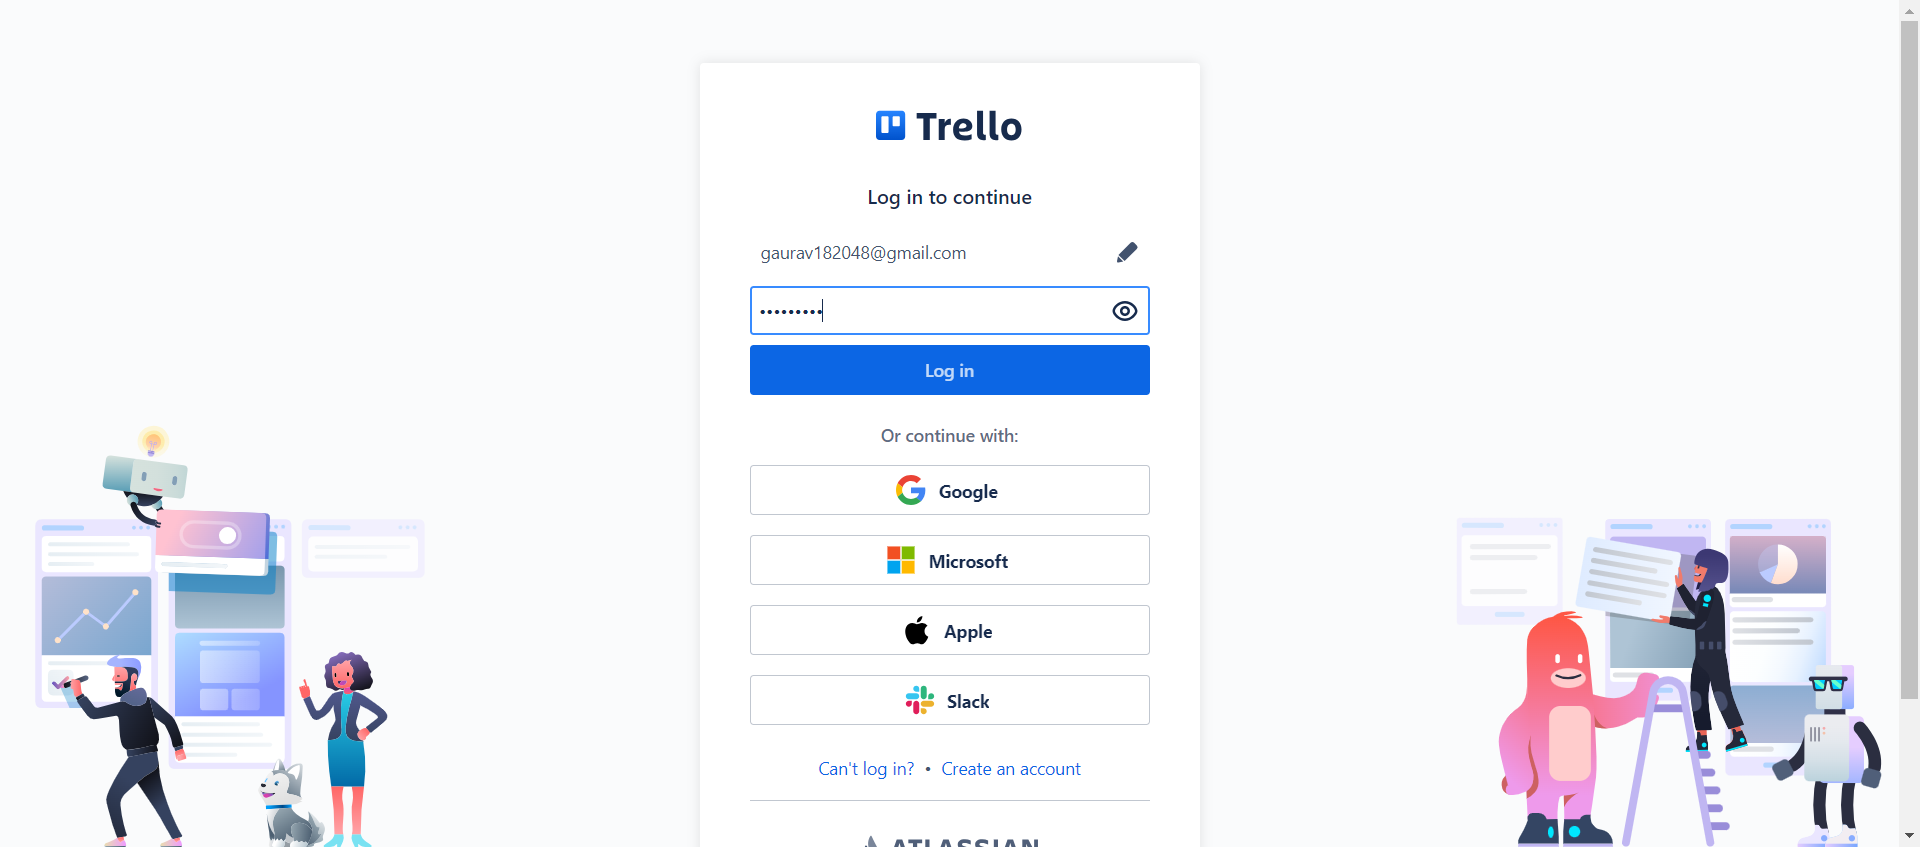 Trello
Log in to continue
gaurav182048@gmail.com
•••••••••
Log in
Or continue with:
Google
Microsoft
Apple
Slack
Can't log in? • Create an account
ATLASSIAN